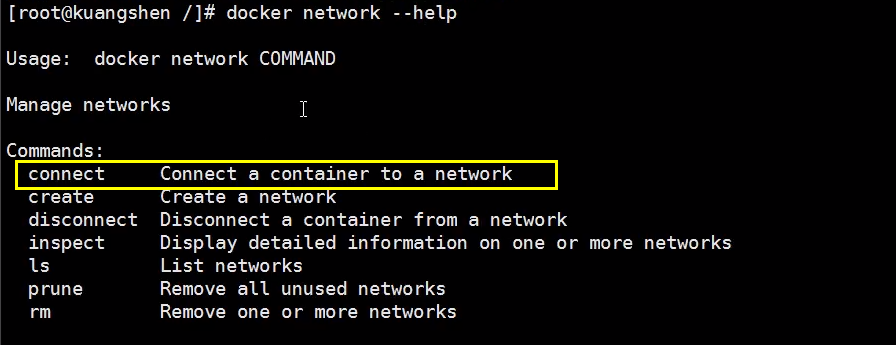 [root@kuangshen /]# docker network --help
Usage:  docker network COMMAND
Manage networks
Commands:
  connect     Connect a container to a network
  create      Create a network
  disconnect  Disconnect a container from a network
  inspect     Display detailed information on one or more networks
  ls          List networks
  prune       Remove all unused networks
  rm          Remove one or more networks